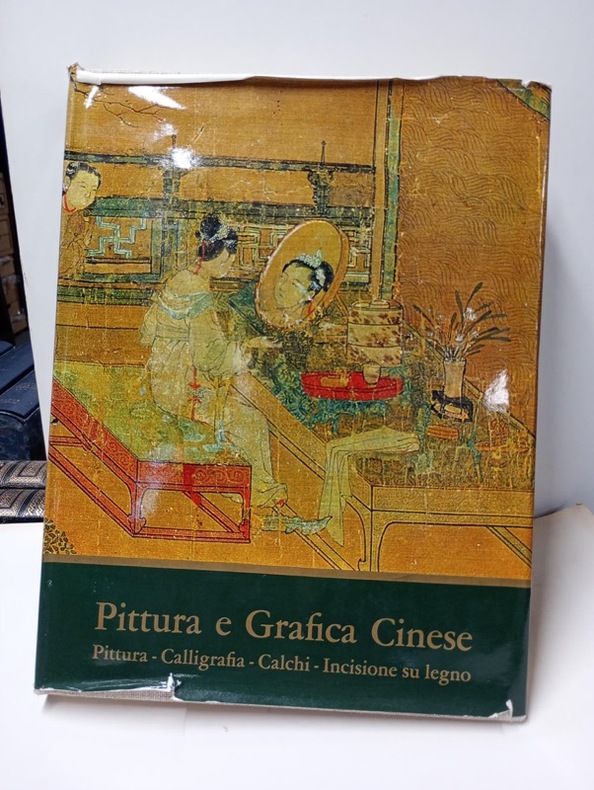 Pittura e Grafica Cinese
Pittura - Calligrafia - Calchi - Incisione su legno